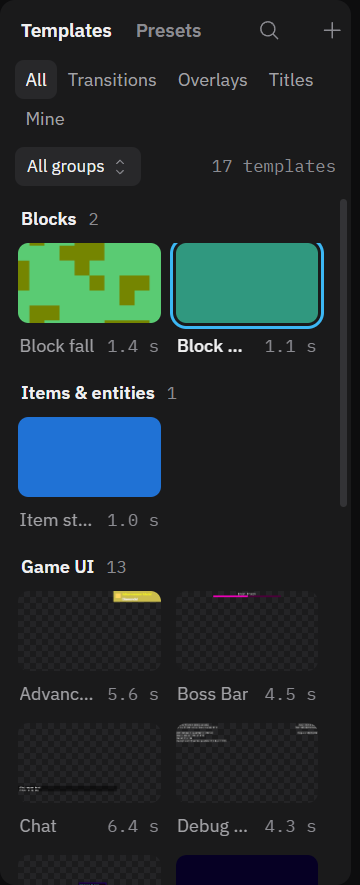 Templates Presets
All Transitions Overlays Titles
Mine
All groups 17 templates
Blocks 2
Block fall 1.4 s Block ... 1.1 s
Items & entities 1
Item st... 1.0 s
Game UI 13
Advanc... 5.6 s Boss Bar 4.5 s
Chat 6.4 s Debug ... 4.3 s